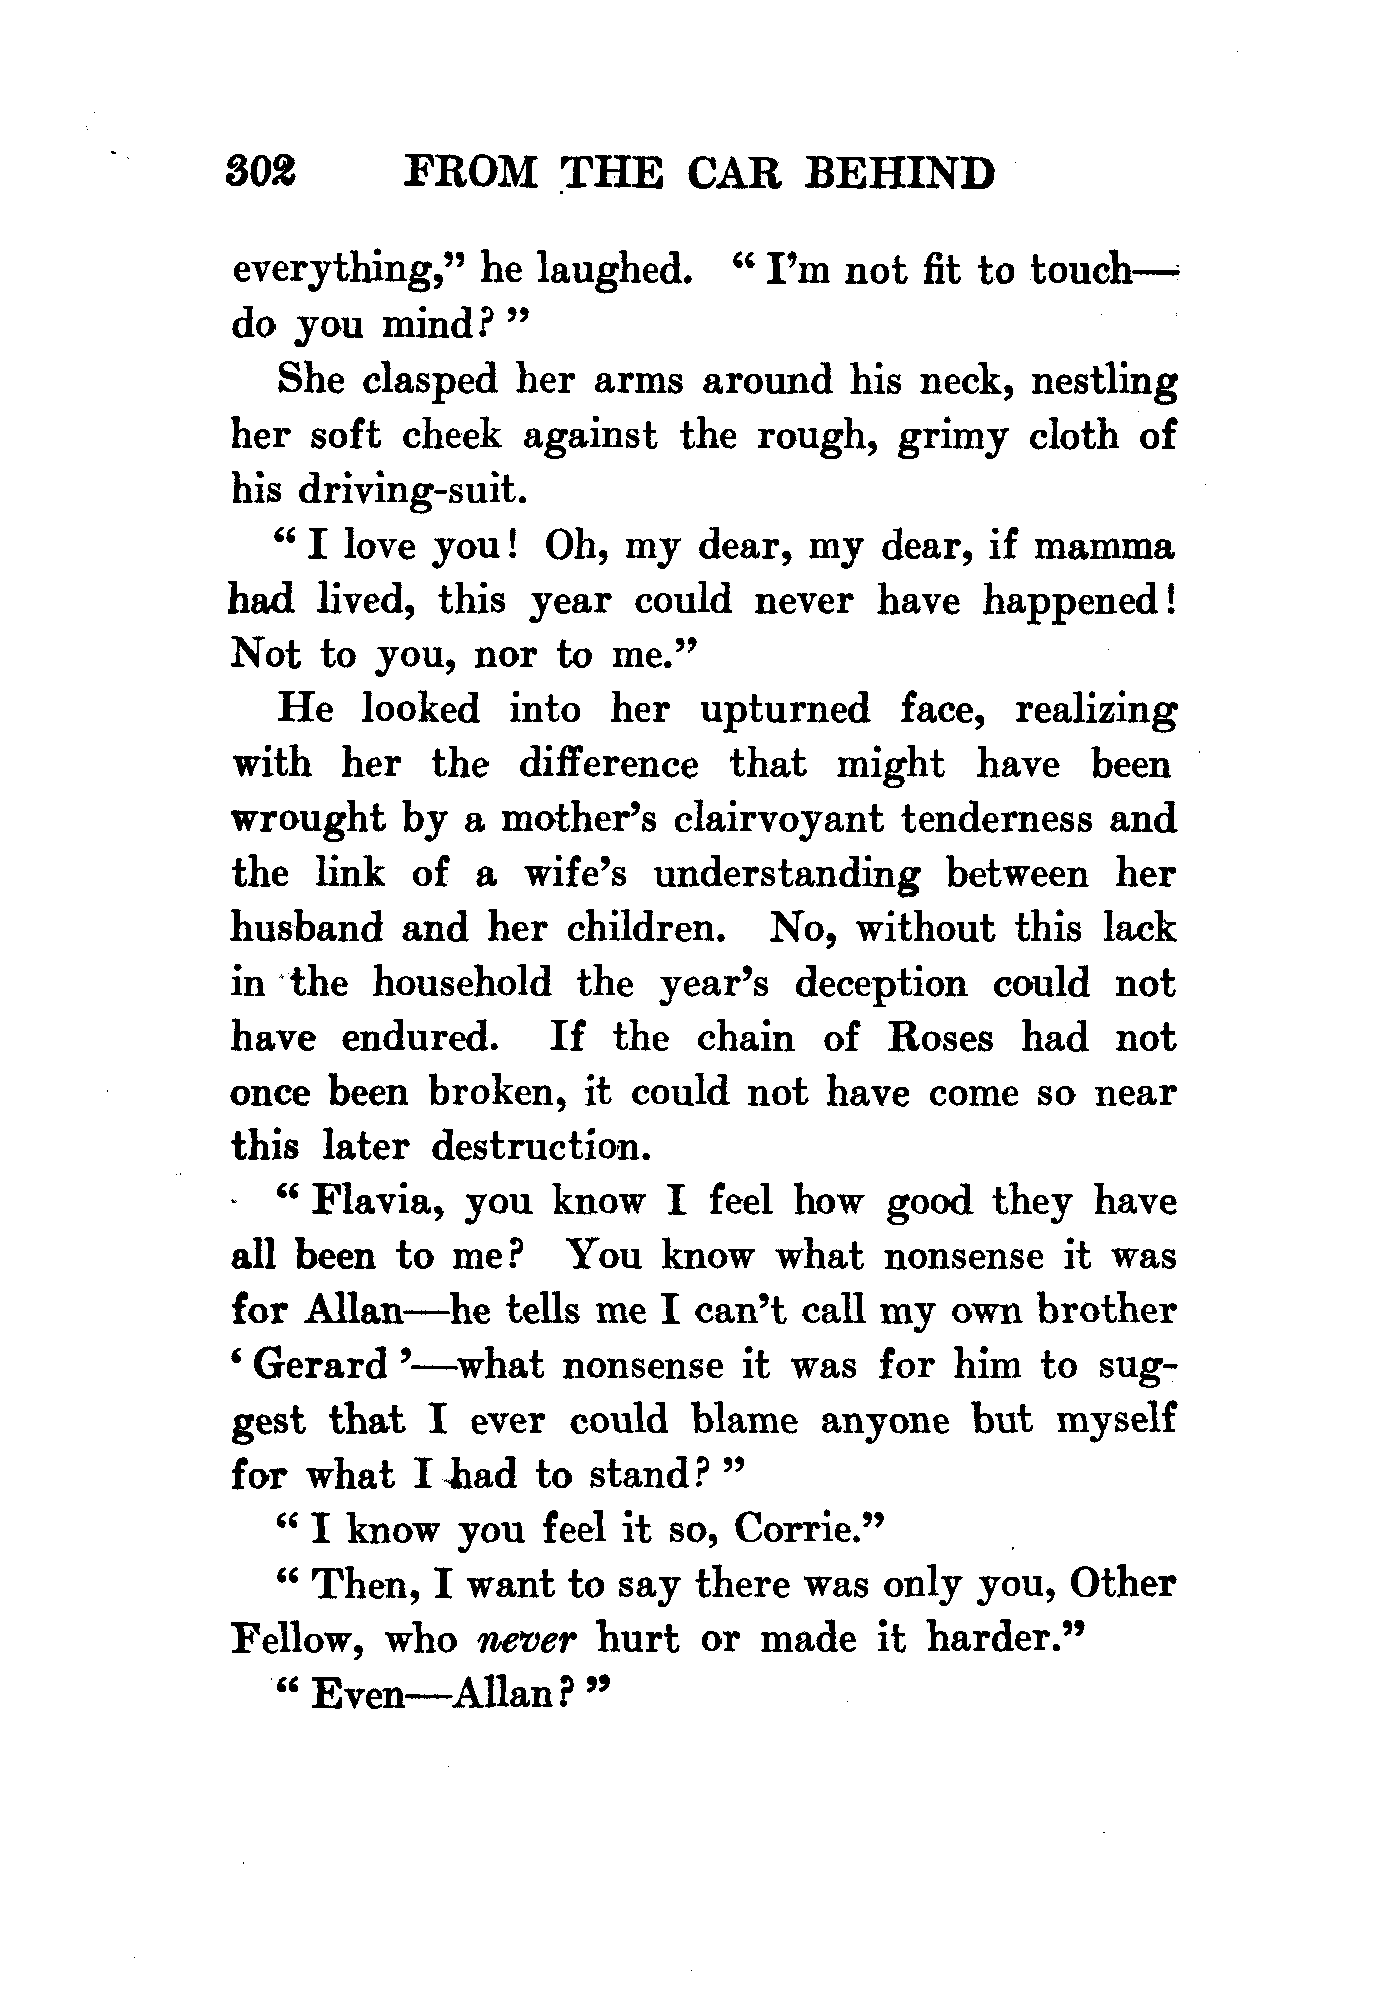 302 FROM THE CAR BEHIND
everything,” he laughed. “ I’m not fit to touch—
do you mind? ”
She clasped her arms around his neck, nestling
her soft cheek against the rough, grimy cloth of
his driving-suit.
“ I love you! Oh, my dear, my dear, if mamma
had lived, this year could never have happened!
Not to you, nor to me.”
He looked into her upturned face, realizing
with her the difference that might have been
wrought by a mother’s clairvoyant tenderness and
the link of a wife’s understanding between her
husband and her children. No, without this lack
in the household the year’s deception could not
have endured. If the chain of Roses had not
once been broken, it could not have come so near
this later destruction.
“ Flavia, you know I feel how good they have
all been to me? You know what nonsense it was
for Allan—he tells me I can’t call my own brother
‘ Gerard ’—what nonsense it was for him to sug-
gest that I ever could blame anyone but myself
for what I had to stand? ”
“ I know you feel it so, Corrie.”
“ Then, I want to say there was only you, Other
Fellow, who never hurt or made it harder.”
“ Even—Allan? ”